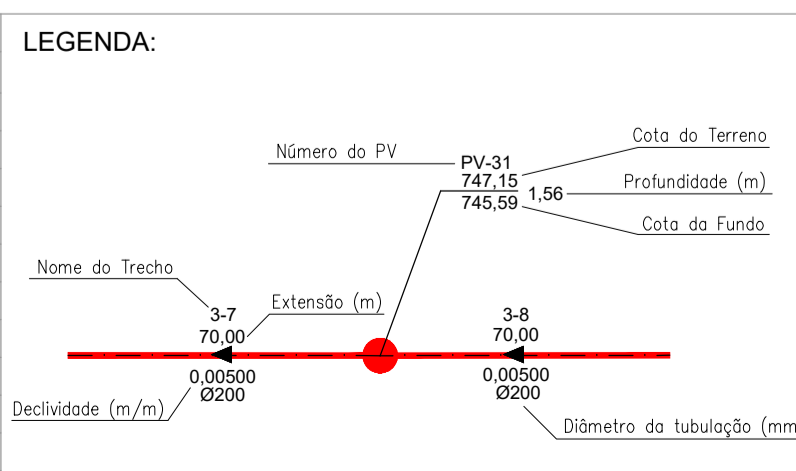 LEGENDA:
Cota do Terreno
Número do PV
PV-31
747,15
1,56
Profundidade (m)
745,59
Cota da Fundo
Nome do Trecho
Extensão (m)
3-7
70,00
3-8
70,00
0,00500
Ø200
0,00500
Ø200
Declividade (m/m)
Diâmetro da tubulação (mm